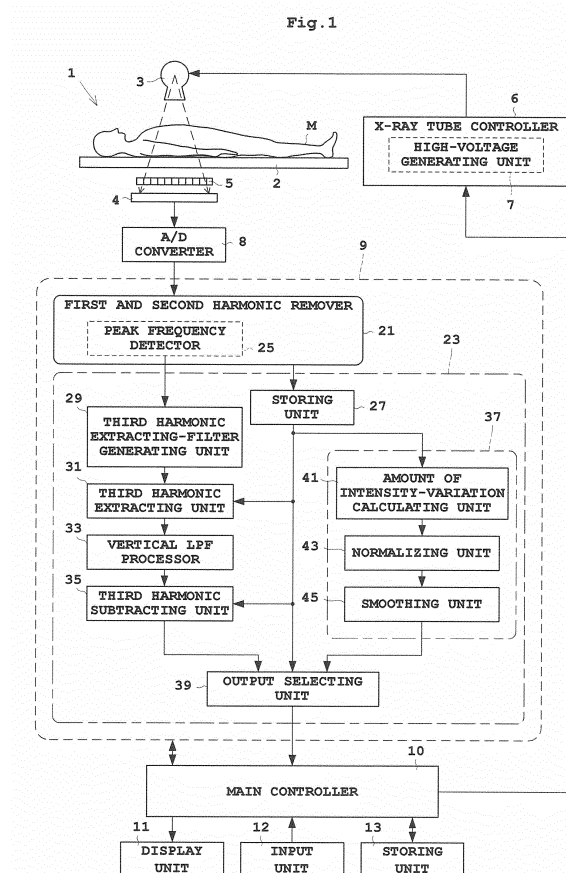 Fig.1
1
3
6
X-RAY TUBE CONTROLLER
HIGH-VOLTAGE
GENERATING UNIT
7
M
2
5
4
A/D
CONVERTER
8
9
FIRST AND SECOND HARMONIC REMOVER
PEAK FREQUENCY
DETECTOR
25
21
23
STORING
UNIT
27
29
THIRD HARMONIC
EXTRACTING-FILTER
GENERATING UNIT
37
31
THIRD HARMONIC
EXTRACTING UNIT
41
AMOUNT OF
INTENSITY-VARIATION
CALCULATING UNIT
33
VERTICAL LPF
PROCESSOR
43
NORMALIZING UNIT
35
THIRD HARMONIC
SUBTRACTING UNIT
45
SMOOTHING UNIT
39
OUTPUT SELECTING
UNIT
10
MAIN CONTROLLER
11
DISPLAY
UNIT
12
INPUT
UNIT
13
STORING
UNIT